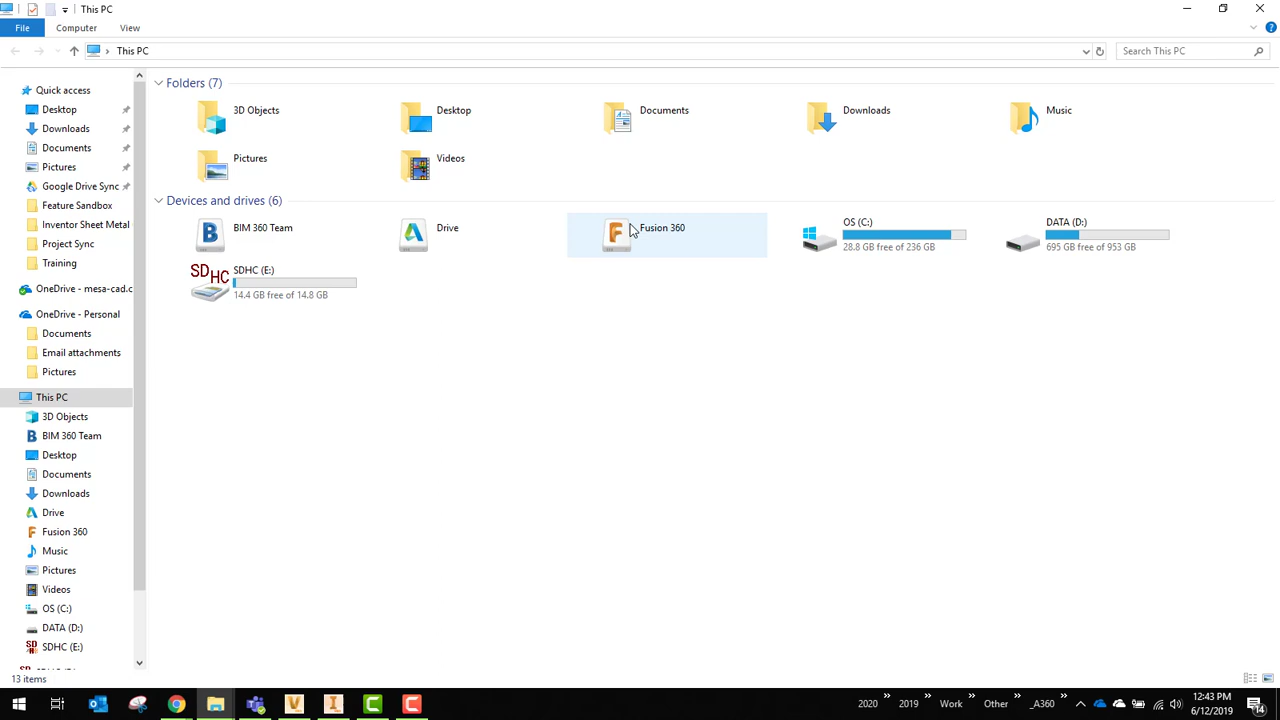 This PC
File Computer View
This PC
Search This PC
Quick access
Desktop
Downloads
Documents
Pictures
Google Drive Sync
Feature Sandbox
Inventor Sheet Metal
Project Sync
Training
OneDrive - mesa-cad.c
OneDrive - Personal
Documents
Email attachments
Pictures
This PC
3D Objects
BIM 360 Team
Desktop
Documents
Downloads
Drive
Fusion 360
Music
Pictures
Videos
OS (C:)
DATA (D:)
SDHC (E:)
Folders (7)
3D Objects
Desktop
Documents
Downloads
Music
Pictures
Videos
Devices and drives (6)
BIM 360 Team
Drive
Fusion 360
OS (C:)
28.8 GB free of 236 GB
DATA (D:)
695 GB free of 953 GB
SDHC
SDHC (E:)
14.4 GB free of 14.8 GB
13 items
2020 » 2019 » Work » Other » _A360 »
12:43 PM
6/12/2019